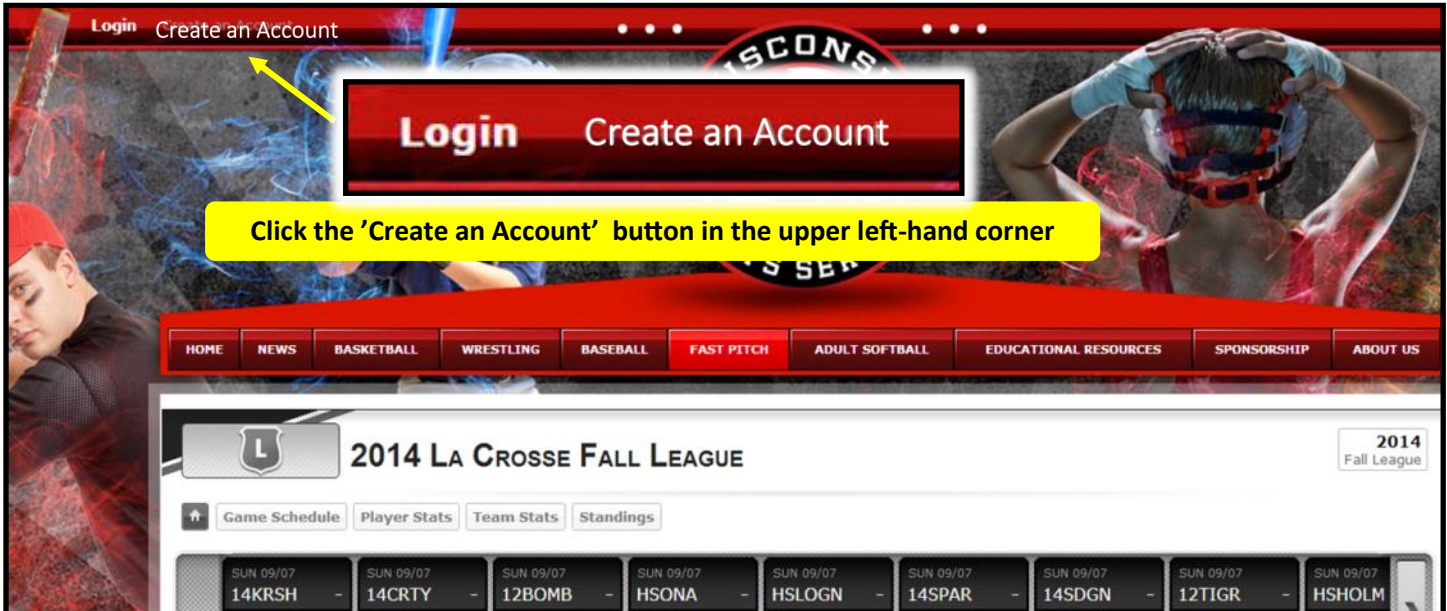 Login Create an Account
WISCONS
Login Create an Account
Click the ’Create an Account’ button in the upper left-hand corner
S SER
HOME NEWS BASKETBALL WRESTLING BASEBALL FAST PITCH ADULT SOFTBALL EDUCATIONAL RESOURCES SPONSORSHIP ABOUT US
L
2014 LA CROSSE FALL LEAGUE
2014
Fall League
Game Schedule Player Stats Team Stats Standings
SUN 09/07 SUN 09/07 SUN 09/07 SUN 09/07 SUN 09/07 SUN 09/07 SUN 09/07 SUN 09/07 SUN 09/07
14KRSH - 14CRTY - 12BOMB - HSONA - HSLOGN - 14SPAR - 14SDGN - 12TIGR - HSHOLM